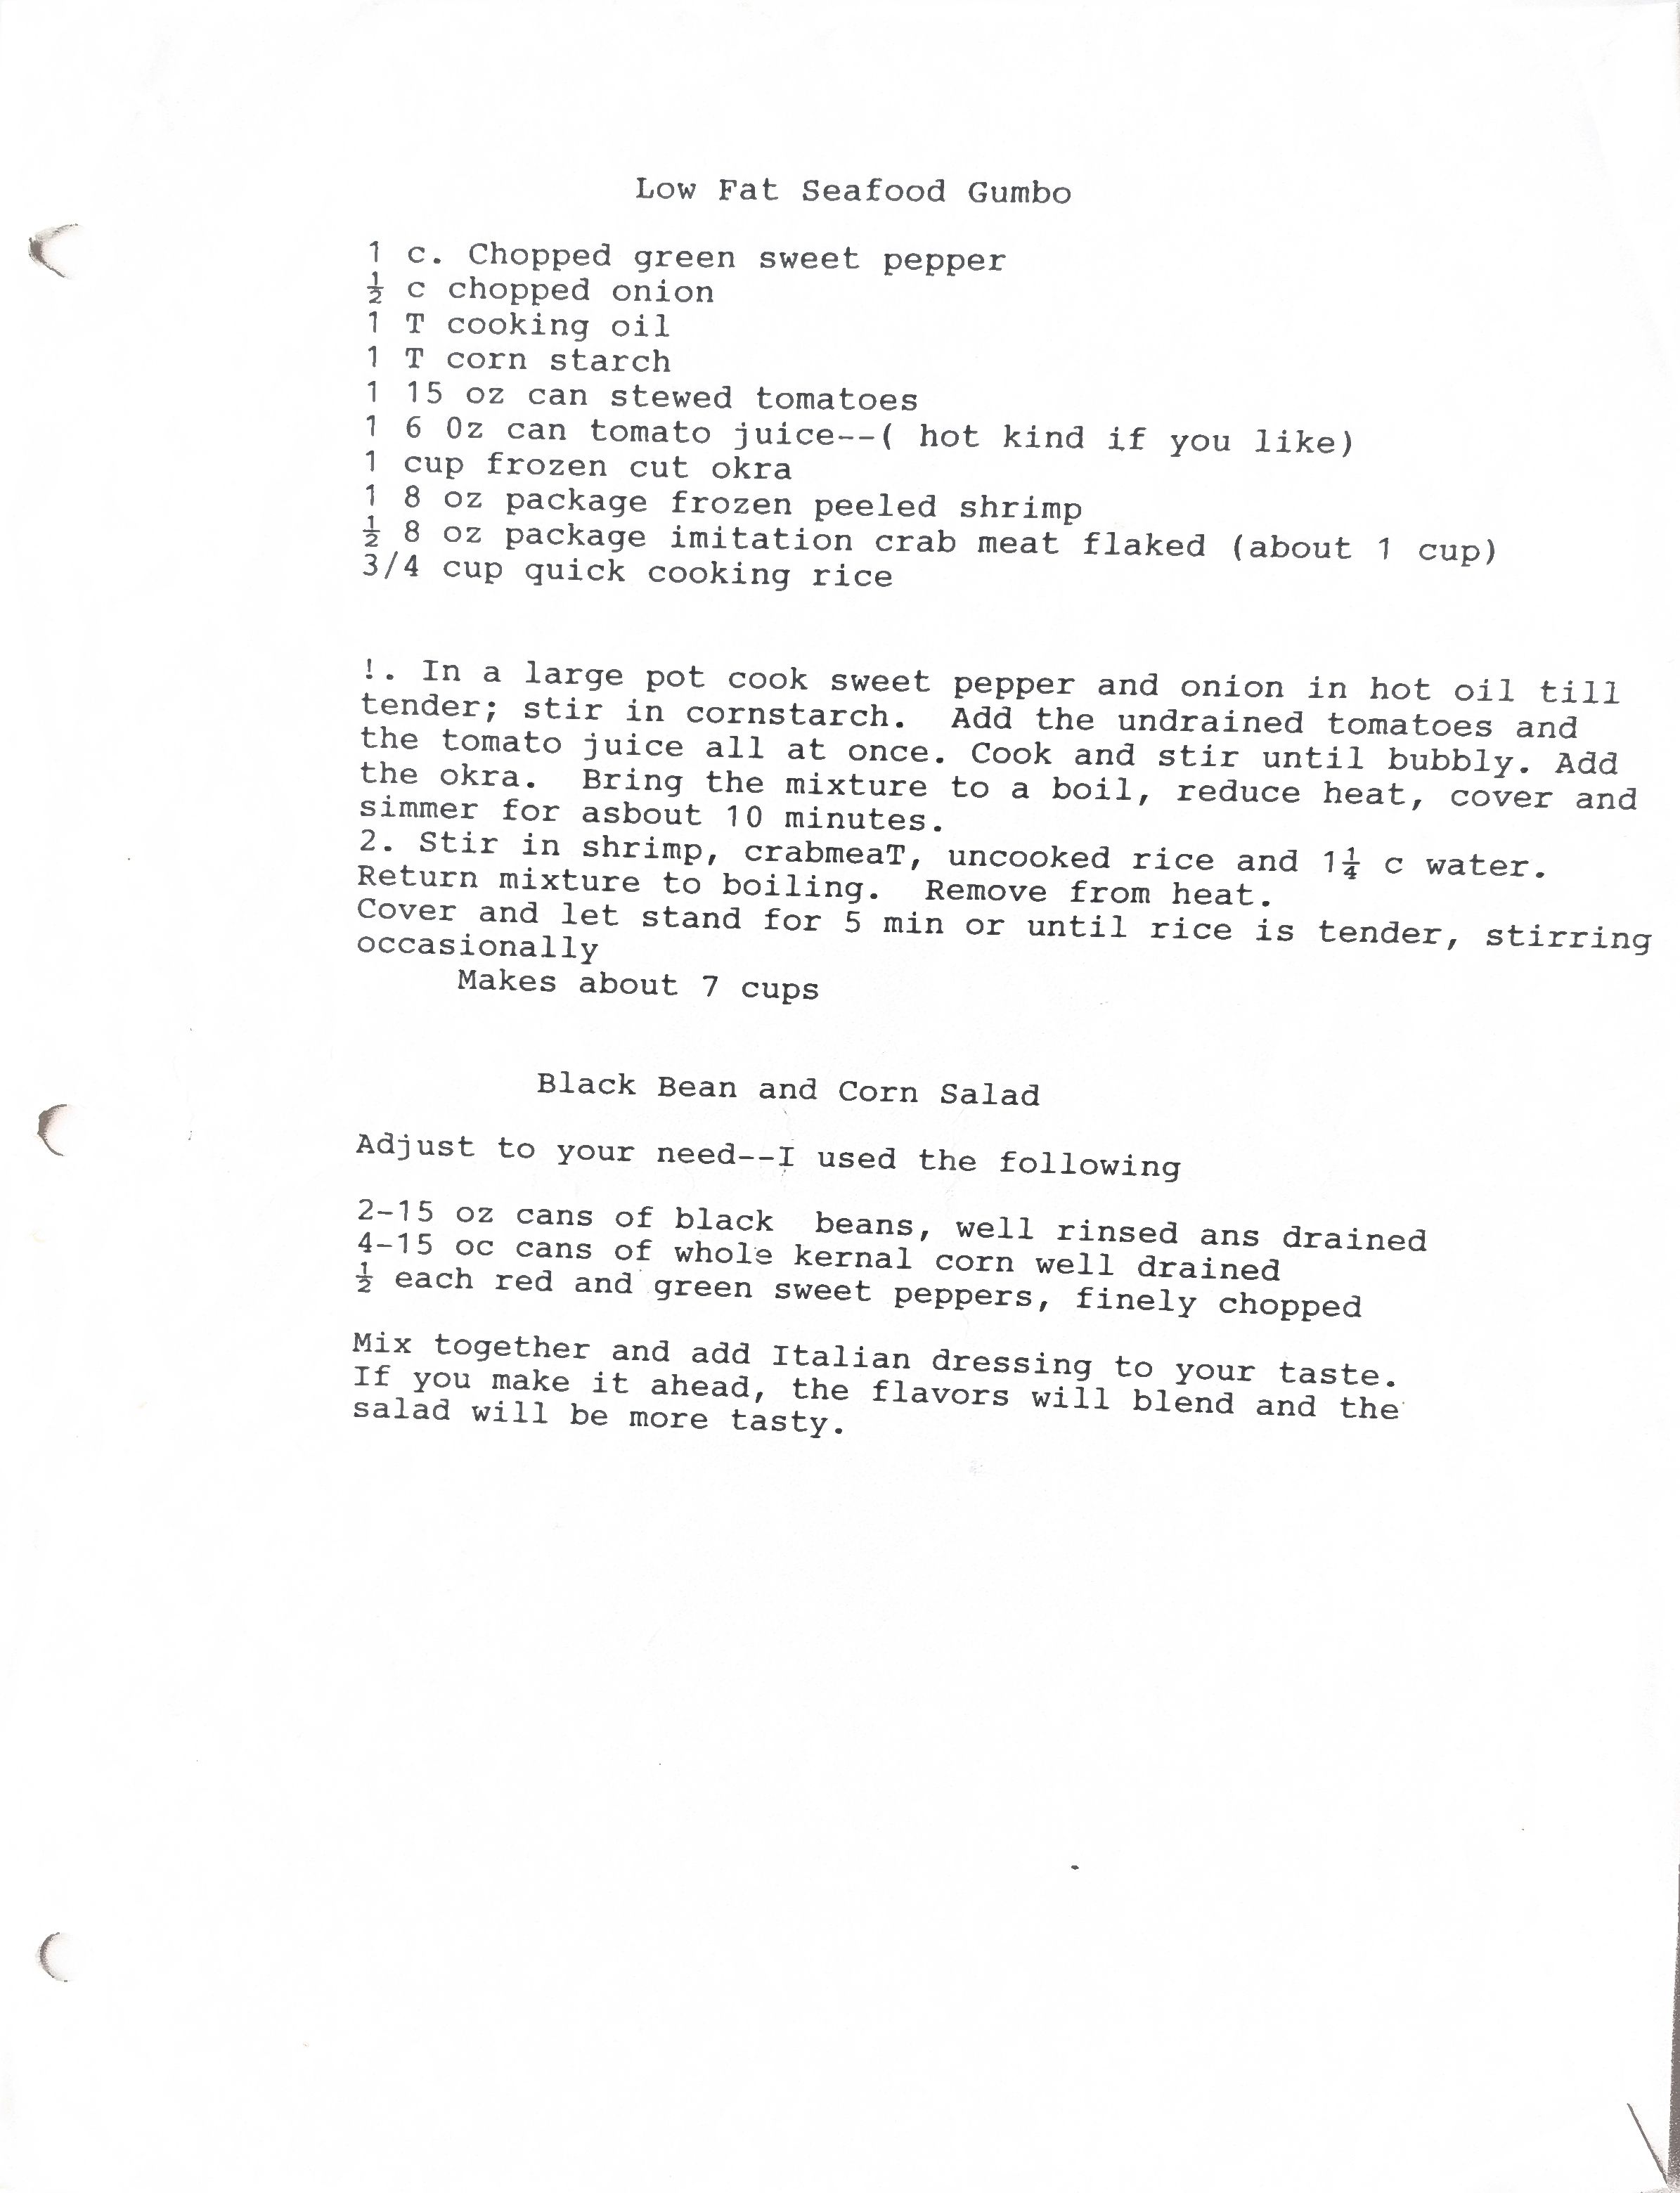 Low Fat Seafood Gumbo
1 c. Chopped green sweet pepper
½ c chopped onion
1 T cooking oil
1 T corn starch
1 15 oz can stewed tomatoes
1 6 Oz can tomato juice--( hot kind if you like)
1 cup frozen cut okra
1 8 oz package frozen peeled shrimp
½ 8 oz package imitation crab meat flaked (about 1 cup)
3/4 cup quick cooking rice
!. In a large pot cook sweet pepper and onion in hot oil till
tender; stir in cornstarch. Add the undrained tomatoes and
the tomato juice all at once. Cook and stir until bubbly. Add
the okra. Bring the mixture to a boil, reduce heat, cover and
simmer for asbout 10 minutes.
2. Stir in shrimp, crabmeaT, uncooked rice and 1¼ c water.
Return mixture to boiling. Remove from heat.
Cover and let stand for 5 min or until rice is tender, stirring
occasionally
Makes about 7 cups
Black Bean and Corn Salad
Adjust to your need--I used the following
2-15 oz cans of black beans, well rinsed ans drained
4-15 oc cans of whole kernal corn well drained
½ each red and green sweet peppers, finely chopped
Mix together and add Italian dressing to your taste.
If you make it ahead, the flavors will blend and the
salad will be more tasty.